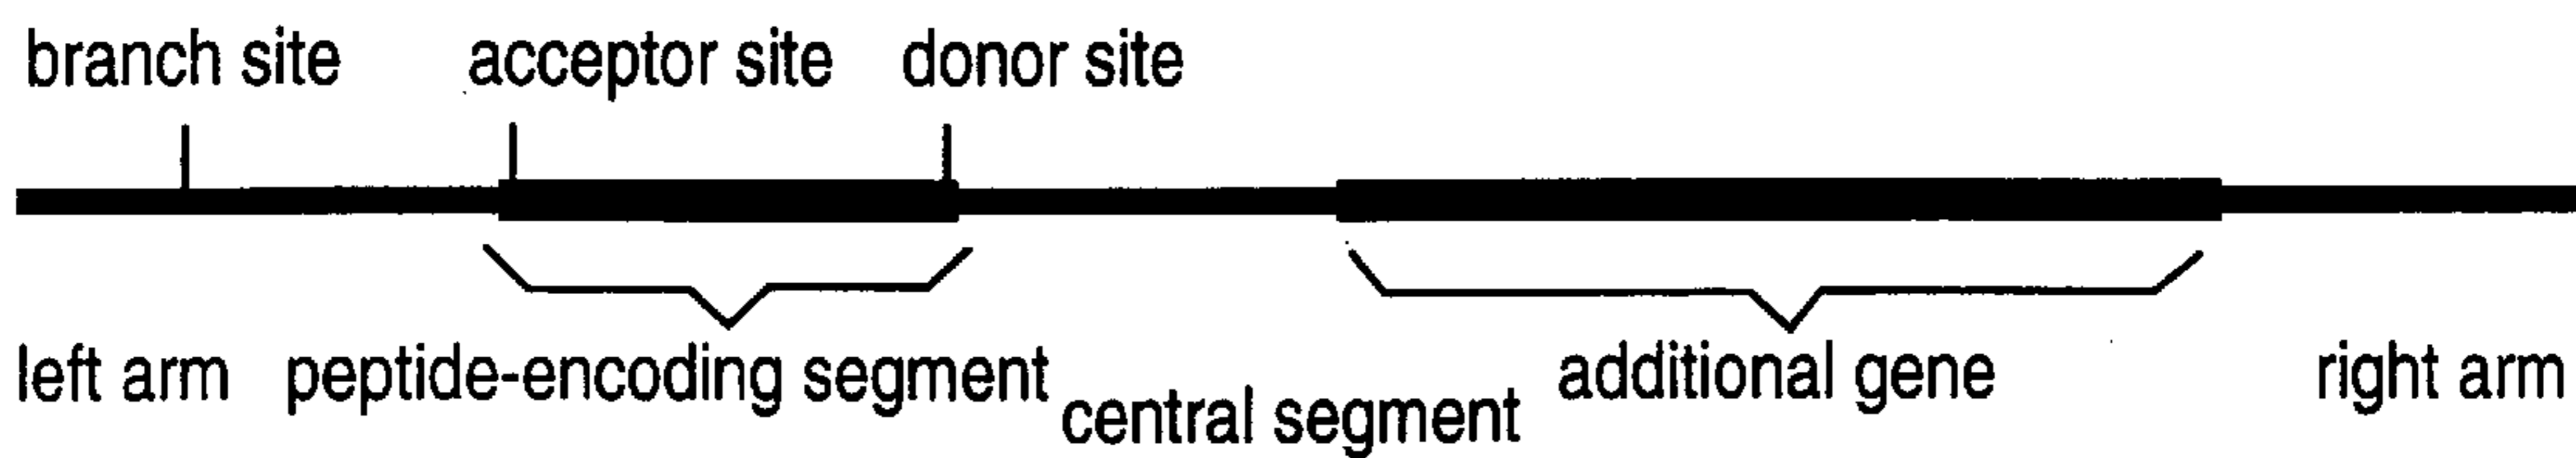 branch site acceptor site donor site
left arm peptide-encoding segment central segment additional gene right arm